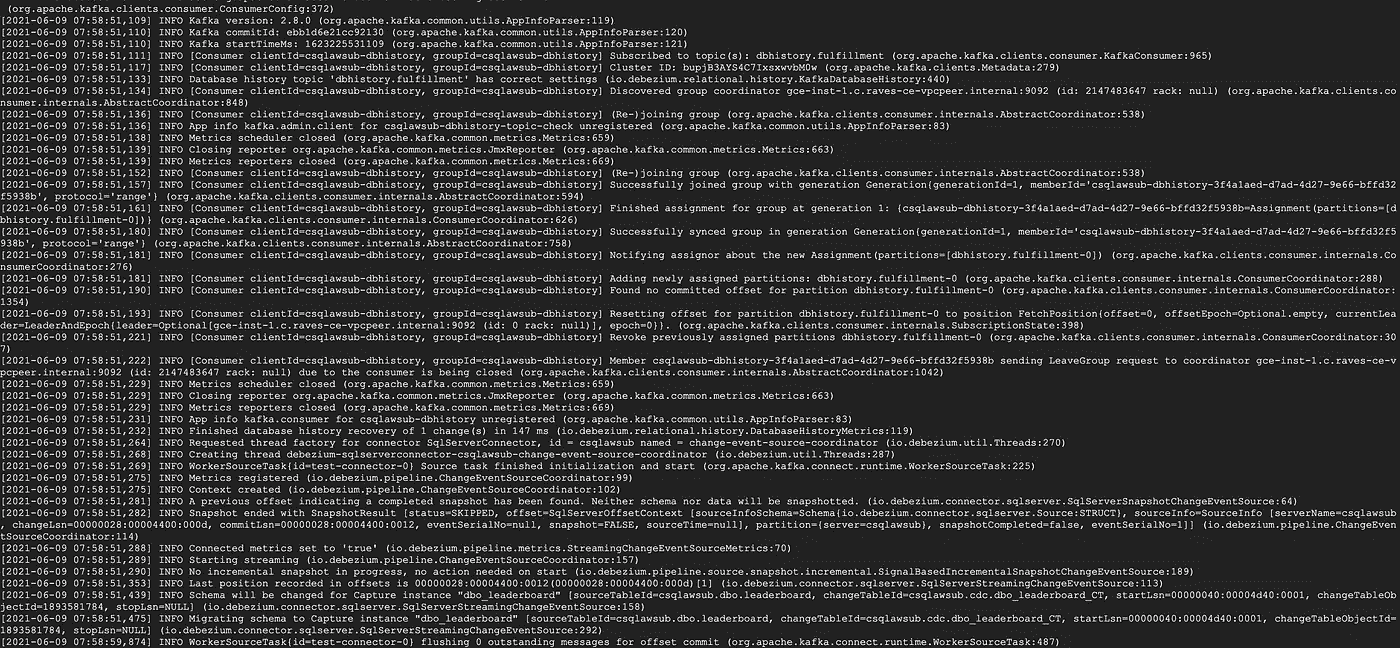 (org.apache.kafka.clients.consumer.ConsumerConfig:372)
[2021-06-09 07:58:51,109] INFO Kafka version: 2.8.0 (org.apache.kafka.common.utils.AppInfoParser:119)
[2021-06-09 07:58:51,110] INFO Kafka commitId: ebb1d6e21cc92130 (org.apache.kafka.common.utils.AppInfoParser:120)
[2021-06-09 07:58:51,110] INFO Kafka startTimeMs: 1623225531109 (org.apache.kafka.common.utils.AppInfoParser:121)
[2021-06-09 07:58:51,111] INFO [Consumer clientId=csqlawsub-dbhistory, groupId=csqlawsub-dbhistory] Subscribed to topic(s): dbhistory.fulfillment (org.apache.kafka.clients.consumer.KafkaConsumer:965)
[2021-06-09 07:58:51,117] INFO [Consumer clientId=csqlawsub-dbhistory, groupId=csqlawsub-dbhistory] Cluster ID: bupjB3AYS4C7IxsxwvbM0w (org.apache.kafka.clients.Metadata:279)
[2021-06-09 07:58:51,133] INFO Database history topic 'dbhistory.fulfillment' has correct settings (io.debezium.relational.history.KafkaDatabaseHistory:440)
[2021-06-09 07:58:51,134] INFO [Consumer clientId=csqlawsub-dbhistory, groupId=csqlawsub-dbhistory] Discovered group coordinator gce-inst-1.c.raves-ce-vpcpeer.internal:9092 (id: 2147483647 rack: null) (org.apache.kafka.clients.co
nsumer.internals.AbstractCoordinator:848)
[2021-06-09 07:58:51,136] INFO [Consumer clientId=csqlawsub-dbhistory, groupId=csqlawsub-dbhistory] (Re-)joining group (org.apache.kafka.clients.consumer.internals.AbstractCoordinator:538)
[2021-06-09 07:58:51,136] INFO App info kafka.admin.client for csqlawsub-dbhistory-topic-check unregistered (org.apache.kafka.common.utils.AppInfoParser:83)
[2021-06-09 07:58:51,138] INFO Metrics scheduler closed (org.apache.kafka.common.metrics.Metrics:659)
[2021-06-09 07:58:51,139] INFO Closing reporter org.apache.kafka.common.metrics.JmxReporter (org.apache.kafka.common.metrics.Metrics:663)
[2021-06-09 07:58:51,139] INFO Metrics reporters closed (org.apache.kafka.common.metrics.Metrics:669)
[2021-06-09 07:58:51,152] INFO [Consumer clientId=csqlawsub-dbhistory, groupId=csqlawsub-dbhistory] (Re-)joining group (org.apache.kafka.clients.consumer.internals.AbstractCoordinator:538)
[2021-06-09 07:58:51,157] INFO [Consumer clientId=csqlawsub-dbhistory, groupId=csqlawsub-dbhistory] Successfully joined group with generation Generation{generationId=1, memberId='csqlawsub-dbhistory-3f4a1aed-d7ad-4d27-9e66-bffd32
f5938b', protocol='range'} (org.apache.kafka.clients.consumer.internals.AbstractCoordinator:594)
[2021-06-09 07:58:51,161] INFO [Consumer clientId=csqlawsub-dbhistory, groupId=csqlawsub-dbhistory] Finished assignment for group at generation 1: {csqlawsub-dbhistory-3f4a1aed-d7ad-4d27-9e66-bffd32f5938b=Assignment(partitions=[d
bhistory.fulfillment-0])} (org.apache.kafka.clients.consumer.internals.ConsumerCoordinator:626)
[2021-06-09 07:58:51,180] INFO [Consumer clientId=csqlawsub-dbhistory, groupId=csqlawsub-dbhistory] Successfully synced group in generation Generation{generationId=1, memberId='csqlawsub-dbhistory-3f4a1aed-d7ad-4d27-9e66-bffd32f5
938b', protocol='range'} (org.apache.kafka.clients.consumer.internals.AbstractCoordinator:758)
[2021-06-09 07:58:51,181] INFO [Consumer clientId=csqlawsub-dbhistory, groupId=csqlawsub-dbhistory] Notifying assignor about the new Assignment(partitions=[dbhistory.fulfillment-0]) (org.apache.kafka.clients.consumer.internals.Co
nsumerCoordinator:276)
[2021-06-09 07:58:51,181] INFO [Consumer clientId=csqlawsub-dbhistory, groupId=csqlawsub-dbhistory] Adding newly assigned partitions: dbhistory.fulfillment-0 (org.apache.kafka.clients.consumer.internals.ConsumerCoordinator:288)
[2021-06-09 07:58:51,190] INFO [Consumer clientId=csqlawsub-dbhistory, groupId=csqlawsub-dbhistory] Found no committed offset for partition dbhistory.fulfillment-0 (org.apache.kafka.clients.consumer.internals.ConsumerCoordinator:
1354)
[2021-06-09 07:58:51,193] INFO [Consumer clientId=csqlawsub-dbhistory, groupId=csqlawsub-dbhistory] Resetting offset for partition dbhistory.fulfillment-0 to position FetchPosition{offset=0, offsetEpoch=Optional.empty, currentLea
der=LeaderAndEpoch{leader=Optional[gce-inst-1.c.raves-ce-vpcpeer.internal:9092 (id: 0 rack: null)], epoch=0}}. (org.apache.kafka.clients.consumer.internals.SubscriptionState:398)
[2021-06-09 07:58:51,221] INFO [Consumer clientId=csqlawsub-dbhistory, groupId=csqlawsub-dbhistory] Revoke previously assigned partitions dbhistory.fulfillment-0 (org.apache.kafka.clients.consumer.internals.ConsumerCoordinator:30
7)
[2021-06-09 07:58:51,222] INFO [Consumer clientId=csqlawsub-dbhistory, groupId=csqlawsub-dbhistory] Member csqlawsub-dbhistory-3f4a1aed-d7ad-4d27-9e66-bffd32f5938b sending LeaveGroup request to coordinator gce-inst-1.c.raves-ce-v
pcpeer.internal:9092 (id: 2147483647 rack: null) due to the consumer is being closed (org.apache.kafka.clients.consumer.internals.AbstractCoordinator:1042)
[2021-06-09 07:58:51,229] INFO Metrics scheduler closed (org.apache.kafka.common.metrics.Metrics:659)
[2021-06-09 07:58:51,229] INFO Closing reporter org.apache.kafka.common.metrics.JmxReporter (org.apache.kafka.common.metrics.Metrics:663)
[2021-06-09 07:58:51,229] INFO Metrics reporters closed (org.apache.kafka.common.metrics.Metrics:669)
[2021-06-09 07:58:51,231] INFO App info kafka.consumer for csqlawsub-dbhistory unregistered (org.apache.kafka.common.utils.AppInfoParser:83)
[2021-06-09 07:58:51,232] INFO Finished database history recovery of 1 change(s) in 147 ms (io.debezium.relational.history.DatabaseHistoryMetrics:119)
[2021-06-09 07:58:51,264] INFO Requested thread factory for connector SqlServerConnector, id = csqlawsub named = change-event-source-coordinator (io.debezium.util.Threads:270)
[2021-06-09 07:58:51,268] INFO Creating thread debezium-sqlserverconnector-csqlawsub-change-event-source-coordinator (io.debezium.util.Threads:287)
[2021-06-09 07:58:51,269] INFO WorkerSourceTask{id=test-connector-0} Source task finished initialization and start (org.apache.kafka.connect.runtime.WorkerSourceTask:225)
[2021-06-09 07:58:51,275] INFO Metrics registered (io.debezium.pipeline.ChangeEventSourceCoordinator:99)
[2021-06-09 07:58:51,275] INFO Context created (io.debezium.pipeline.ChangeEventSourceCoordinator:102)
[2021-06-09 07:58:51,281] INFO A previous offset indicating a completed snapshot has been found. Neither schema nor data will be snapshotted. (io.debezium.connector.sqlserver.SqlServerSnapshotChangeEventSource:64)
[2021-06-09 07:58:51,282] INFO Snapshot ended with SnapshotResult [status=SKIPPED, offset=SqlServerOffsetContext [sourceInfoSchema=Schema{io.debezium.connector.sqlserver.Source:STRUCT}, sourceInfo=SourceInfo [serverName=csqlawsub
, changeLsn=00000028:00004400:000d, commitLsn=00000028:00004400:0012, eventSerialNo=null, snapshot=FALSE, sourceTime=null], partition={server=csqlawsub}, snapshotCompleted=false, eventSerialNo=1]] (io.debezium.pipeline.ChangeEven
tSourceCoordinator:114)
[2021-06-09 07:58:51,288] INFO Connected metrics set to 'true' (io.debezium.pipeline.metrics.StreamingChangeEventSourceMetrics:70)
[2021-06-09 07:58:51,289] INFO Starting streaming (io.debezium.pipeline.ChangeEventSourceCoordinator:157)
[2021-06-09 07:58:51,290] INFO No incremental snapshot in progress, no action needed on start (io.debezium.pipeline.source.snapshot.incremental.SignalBasedIncrementalSnapshotChangeEventSource:189)
[2021-06-09 07:58:51,353] INFO Last position recorded in offsets is 00000028:00004400:0012(00000028:00004400:000d)[1] (io.debezium.connector.sqlserver.SqlServerStreamingChangeEventSource:113)
[2021-06-09 07:58:51,439] INFO Schema will be changed for Capture instance "dbo_leaderboard" [sourceTableId=csqlawsub.dbo.leaderboard, changeTableId=csqlawsub.cdc.dbo_leaderboard_CT, startLsn=00000040:00004d40:0001, changeTableOb
jectId=1893581784, stopLsn=NULL] (io.debezium.connector.sqlserver.SqlServerStreamingChangeEventSource:158)
[2021-06-09 07:58:51,475] INFO Migrating schema to Capture instance "dbo_leaderboard" [sourceTableId=csqlawsub.dbo.leaderboard, changeTableId=csqlawsub.cdc.dbo_leaderboard_CT, startLsn=00000040:00004d40:0001, changeTableObjectId=
1893581784, stopLsn=NULL] (io.debezium.connector.sqlserver.SqlServerStreamingChangeEventSource:292)
[2021-06-09 07:58:59,874] INFO WorkerSourceTask{id=test-connector-0} flushing 0 outstanding messages for offset commit (org.apache.kafka.connect.runtime.WorkerSourceTask:487)